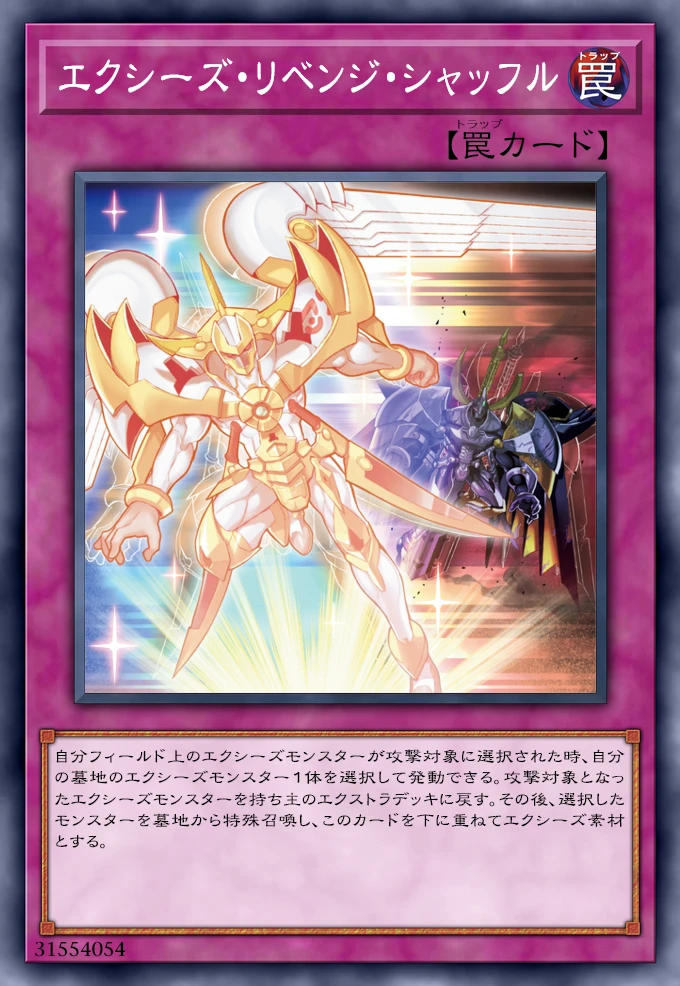 エクシーズ・リベンジ・シャッフル
トラップ
罠
トラップ
【罠カード】
自分フィールド上のエクシーズモンスターが攻撃対象に選択された時、自分
の墓地のエクシーズモンスター１体を選択して発動できる。攻撃対象となっ
たエクシーズモンスターを持ち主のエクストラデッキに戻す。その後、選択した
モンスターを墓地から特殊召喚し、このカードを下に重ねてエクシーズ素材
とする。
31554054